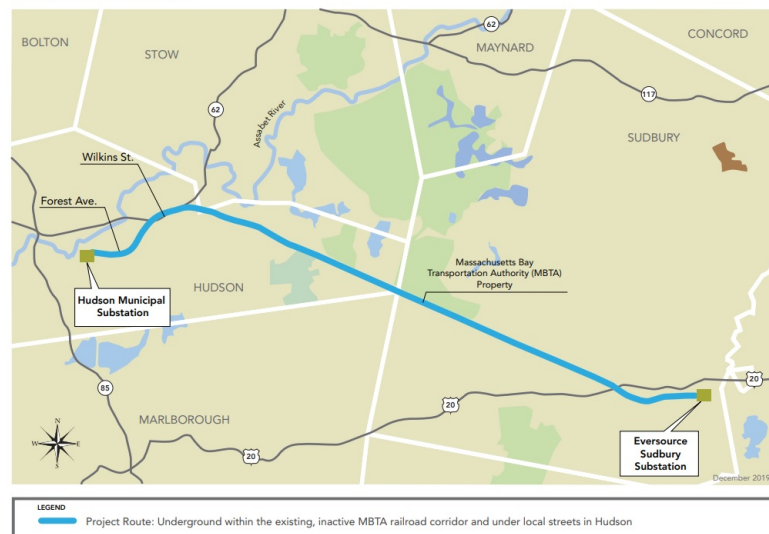 BOLTON
STOW
62
MAYNARD
CONCORD
62
117
Assabet River
SUDBURY
Wilkins St.
Forest Ave.
Massachusetts Bay
Transportation Authority (MBTA)
Property
Hudson Municipal
Substation
HUDSON
85
20
20
MARLBOROUGH
20
N
W
E
S
Eversource
Sudbury
Substation
December 2019
LEGEND
Project Route: Underground within the existing, inactive MBTA railroad corridor and under local streets in Hudson